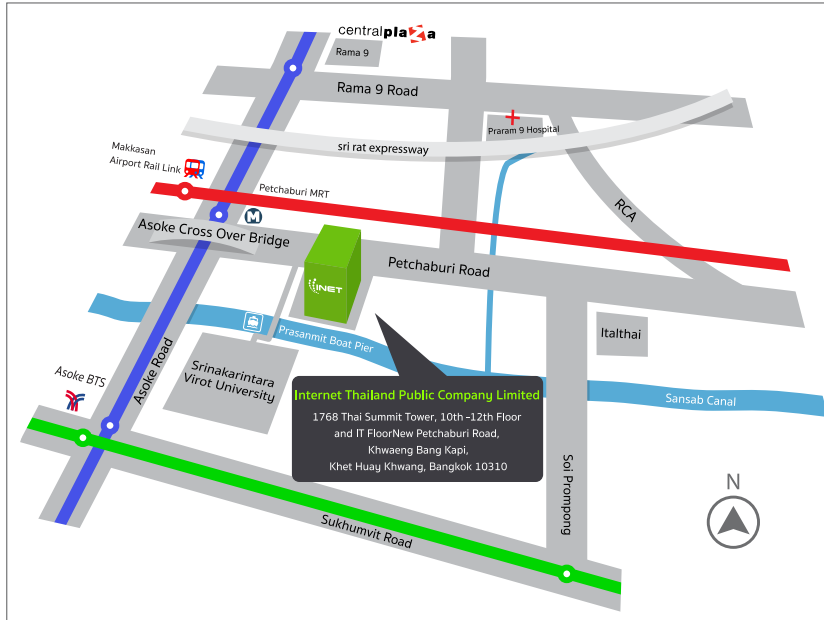 centralplaza
Rama 9
Rama 9 Road
Praram 9 Hospital
sri rat expressway
Makkasan
Airport Rail Link
Petchaburi MRT
M
RCA
Asoke Cross Over Bridge
Petchaburi Road
INET
Italthai
Prasanmit Boat Pier
Asoke Road
Srinakarintara
Virot University
Asoke BTS
Internet Thailand Public Company Limited
1768 Thai Summit Tower, 10th -12th Floor
and IT FloorNew Petchaburi Road,
Khwaeng Bang Kapi,
Khet Huay Khwang, Bangkok 10310
Sansab Canal
Soi Prompong
N
Sukhumvit Road